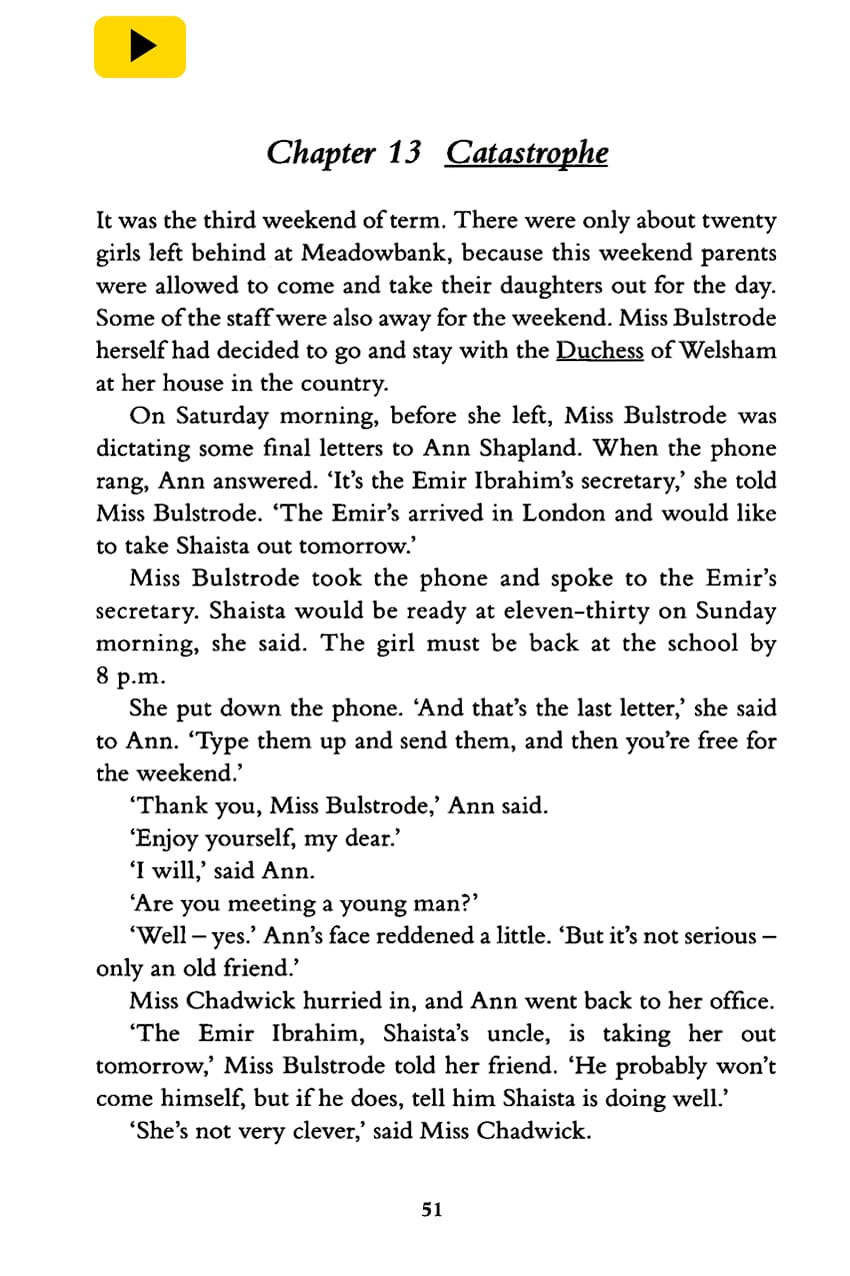 Chapter 13 Catastrophe
It was the third weekend of term. There were only about twenty
girls left behind at Meadowbank, because this weekend parents
were allowed to come and take their daughters out for the day.
Some of the staff were also away for the weekend. Miss Bulstrode
herself had decided to go and stay with the Duchess of Welsham
at her house in the country.
On Saturday morning, before she left, Miss Bulstrode was
dictating some final letters to Ann Shapland. When the phone
rang, Ann answered. ‘It’s the Emir Ibrahim’s secretary,’ she told
Miss Bulstrode. ‘The Emir’s arrived in London and would like
to take Shaista out tomorrow.’
Miss Bulstrode took the phone and spoke to the Emir’s
secretary. Shaista would be ready at eleven-thirty on Sunday
morning, she said. The girl must be back at the school by
8 p.m.
She put down the phone. ‘And that’s the last letter,’ she said
to Ann. ‘Type them up and send them, and then you’re free for
the weekend.’
‘Thank you, Miss Bulstrode,’ Ann said.
‘Enjoy yourself, my dear.’
‘I will,’ said Ann.
‘Are you meeting a young man?’
‘Well – yes.’ Ann’s face reddened a little. ‘But it’s not serious –
only an old friend.’
Miss Chadwick hurried in, and Ann went back to her office.
‘The Emir Ibrahim, Shaista’s uncle, is taking her out
tomorrow,’ Miss Bulstrode told her friend. ‘He probably won’t
come himself, but if he does, tell him Shaista is doing well.’
‘She’s not very clever,’ said Miss Chadwick.
51